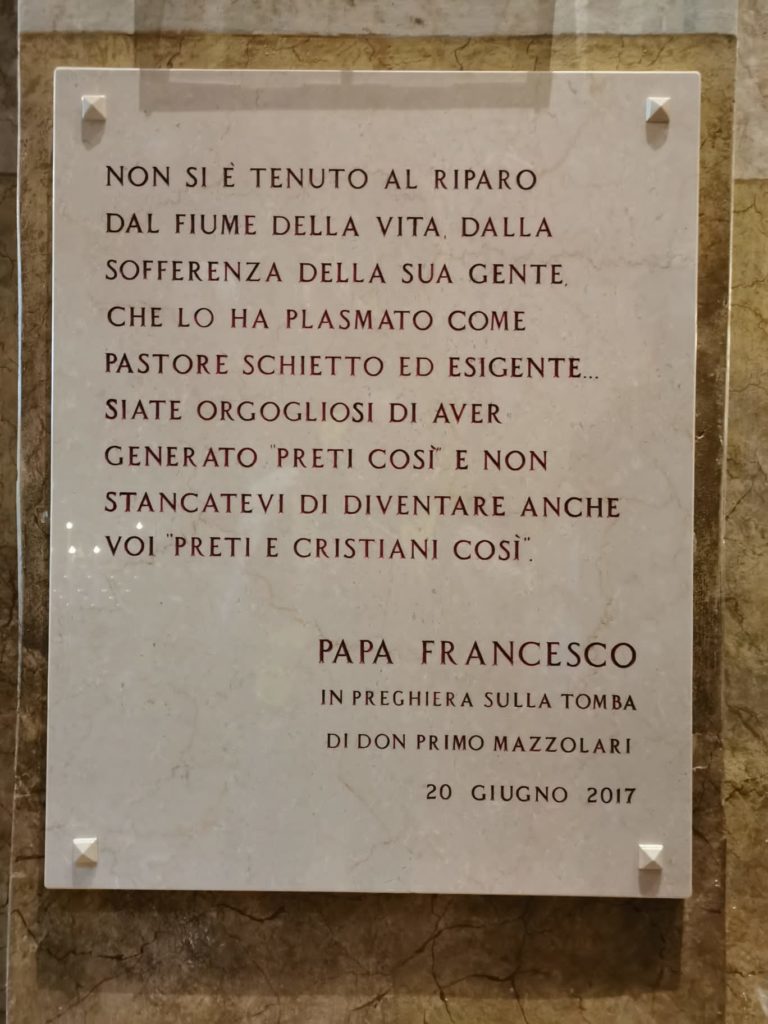 NON SI È TENUTO AL RIPARO
DAL FIUME DELLA VITA, DALLA
SOFFERENZA DELLA SUA GENTE,
CHE LO HA PLASMATO COME
PASTORE SCHIETTO ED ESIGENTE...
SIATE ORGOGLIOSI DI AVER
GENERATO "PRETI COSÌ" E NON
STANCATEVI DI DIVENTARE ANCHE
VOI "PRETI E CRISTIANI COSÌ".
PAPA FRANCESCO
IN PREGHIERA SULLA TOMBA
DI DON PRIMO MAZZOLARI
20 GIUGNO 2017